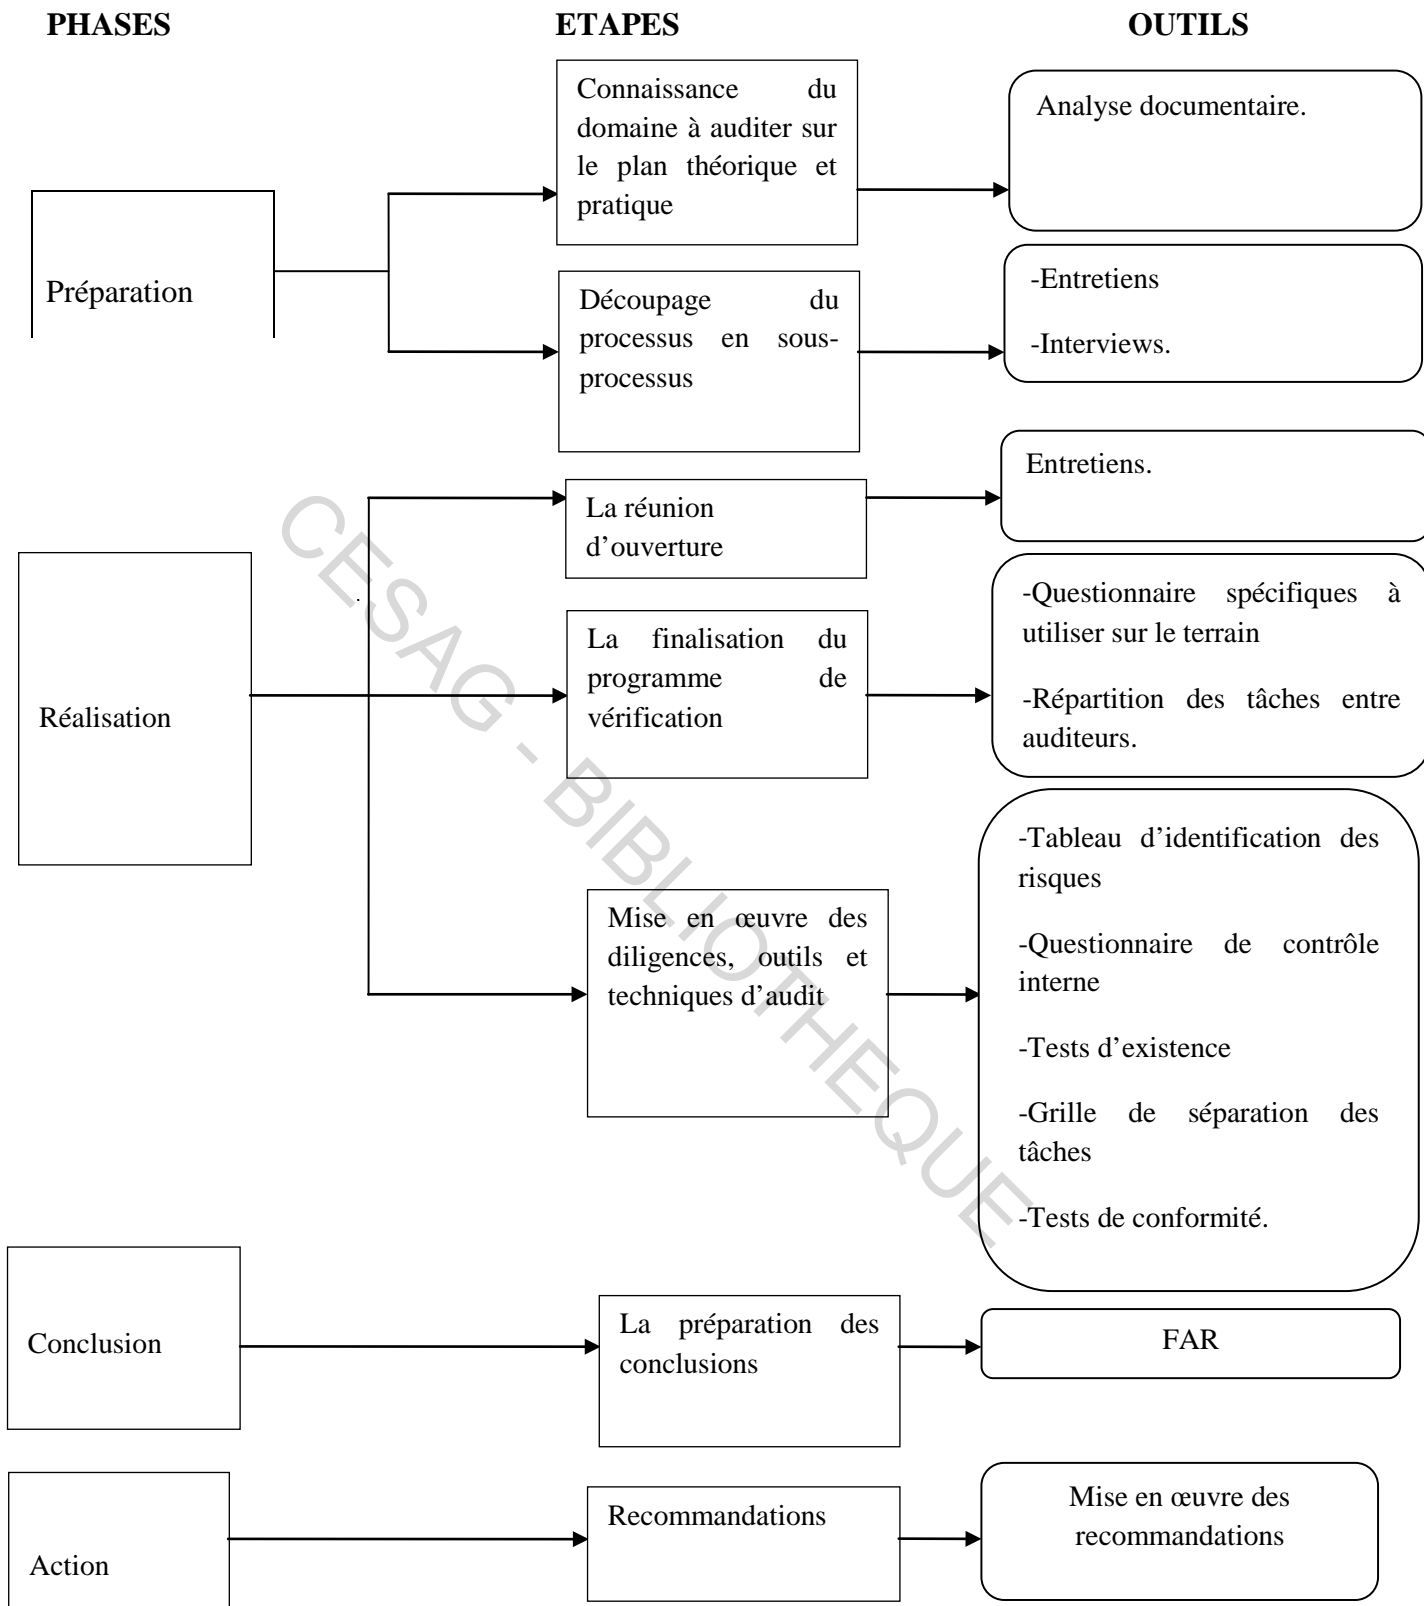 PHASES ETAPES OUTILS
Préparation
Connaissance du
domaine à auditer sur
le plan théorique et
pratique
Analyse documentaire.
Découpage du
processus en sous-
processus
-Entretiens
-Interviews.
Réalisation
La réunion
d’ouverture
Entretiens.
La finalisation du
programme de
vérification
-Questionnaire spécifiques à
utiliser sur le terrain
-Répartition des tâches entre
auditeurs.
Mise en œuvre des
diligences, outils et
techniques d’audit
-Tableau d’identification des
risques
-Questionnaire de contrôle
interne
-Tests d’existence
-Grille de séparation des
tâches
-Tests de conformité.
Conclusion
La préparation des
conclusions
FAR
Action
Recommandations
Mise en œuvre des
recommandations
CESAG - BIBLIOTHEQUE